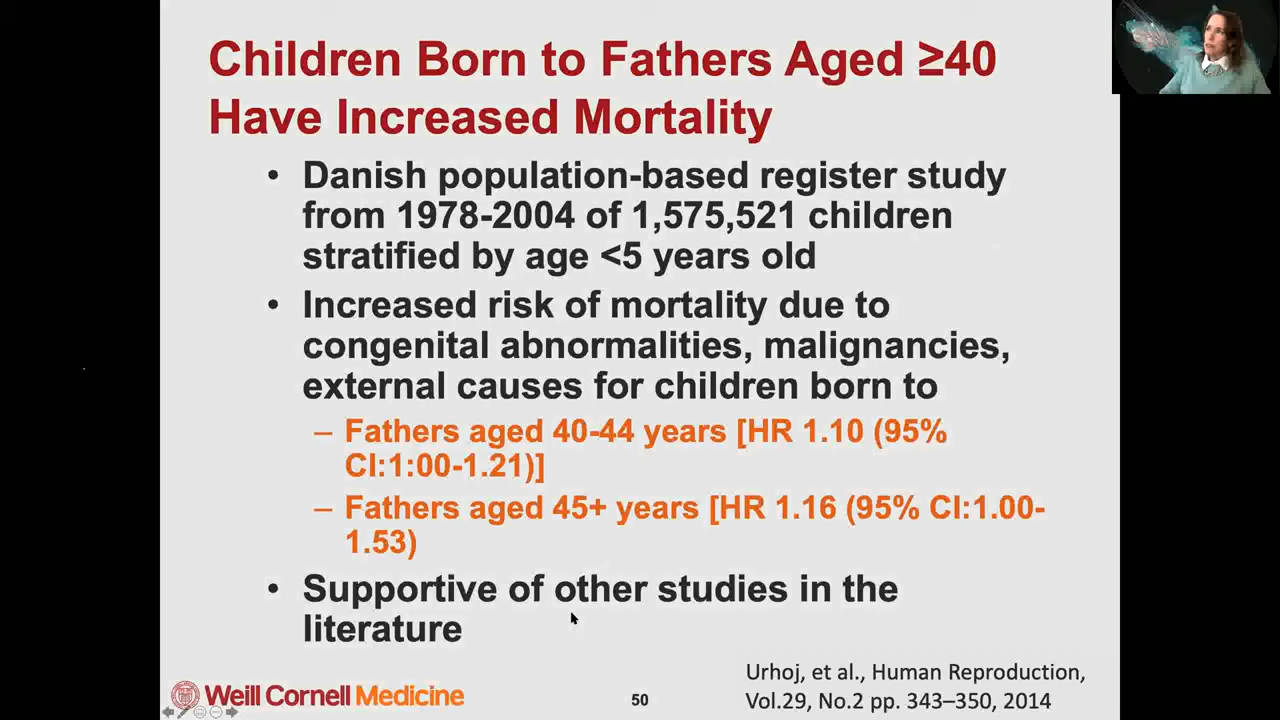 Children Born to Fathers Aged ≥40
Have Increased Mortality
• Danish population-based register study
from 1978-2004 of 1,575,521 children
stratified by age <5 years old
• Increased risk of mortality due to
congenital abnormalities, malignancies,
external causes for children born to
– Fathers aged 40-44 years [HR 1.10 (95%
CI:1:00-1.21)]
– Fathers aged 45+ years [HR 1.16 (95% CI:1.00-
1.53)
• Supportive of other studies in the
literature
Urhoj, et al., Human Reproduction,
Vol.29, No.2 pp. 343–350, 2014
Weill Cornell Medicine
50